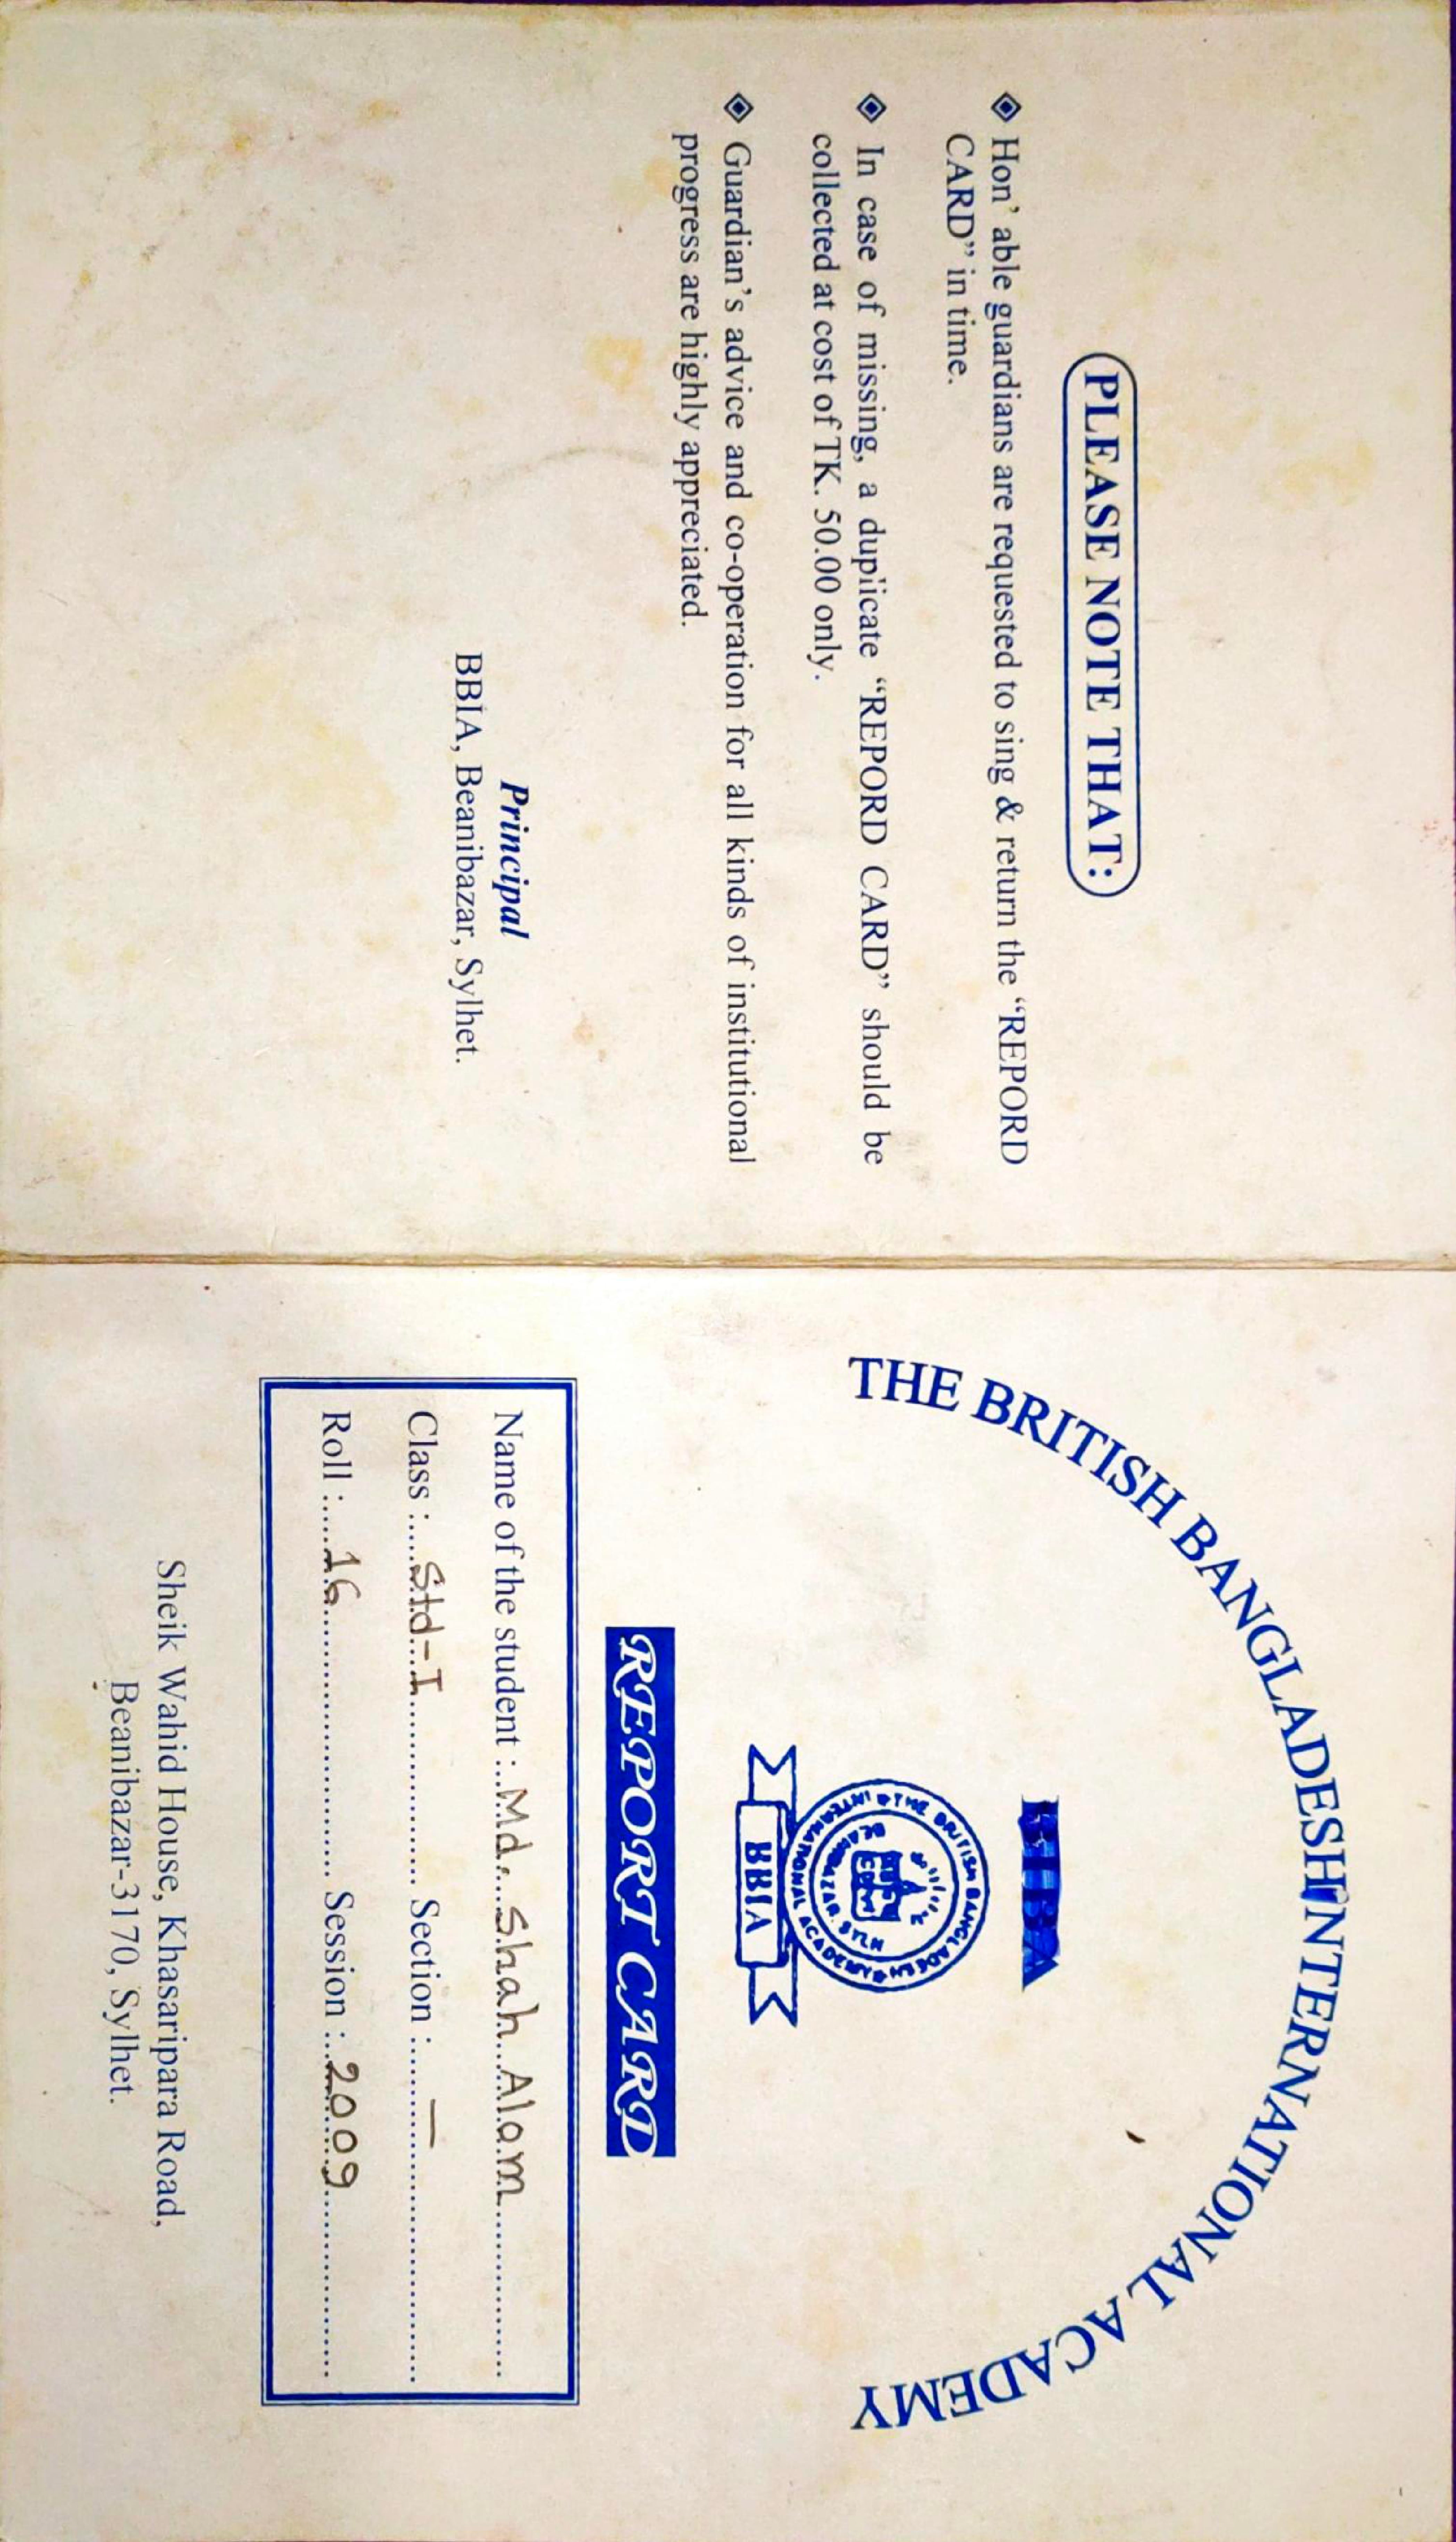 PLEASE NOTE THAT:
Hon' able guardians are requested to sing & return the “REPORD
CARD” in time.
In case of missing, a duplicate “REPORD CARD” should be
collected at cost of TK. 50.00 only.
Guardian's advice and co-operation for all kinds of institutional
progress are highly appreciated.
Principal
BBIA, Beanibazar, Sylhet.
THE BRITISH BANGLADESH INTERNATIONAL ACADEMY
THE BRITISH BANGLADESH
INTERNATIONAL ACADEMY
BEANIBAZAR, SYLH
BBIA
REPORT CARD
Name of the student : Md. Shah Alom
Class : Std-I Section : —
Roll : 16 Session : 2009
Sheik Wahid House, Khasaripara Road,
Beanibazar-3170, Sylhet.